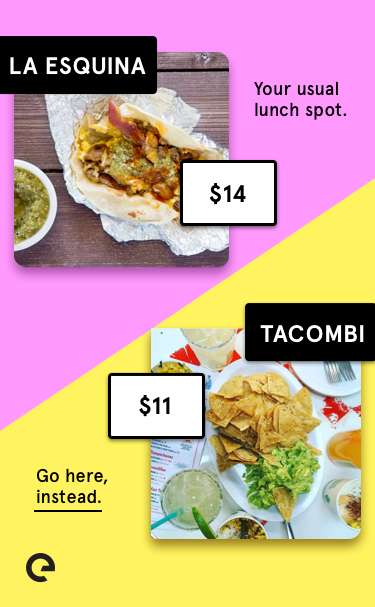 LA ESQUINA
Your usual
lunch spot.
$14
TACOMBI
$11
Go here,
instead.